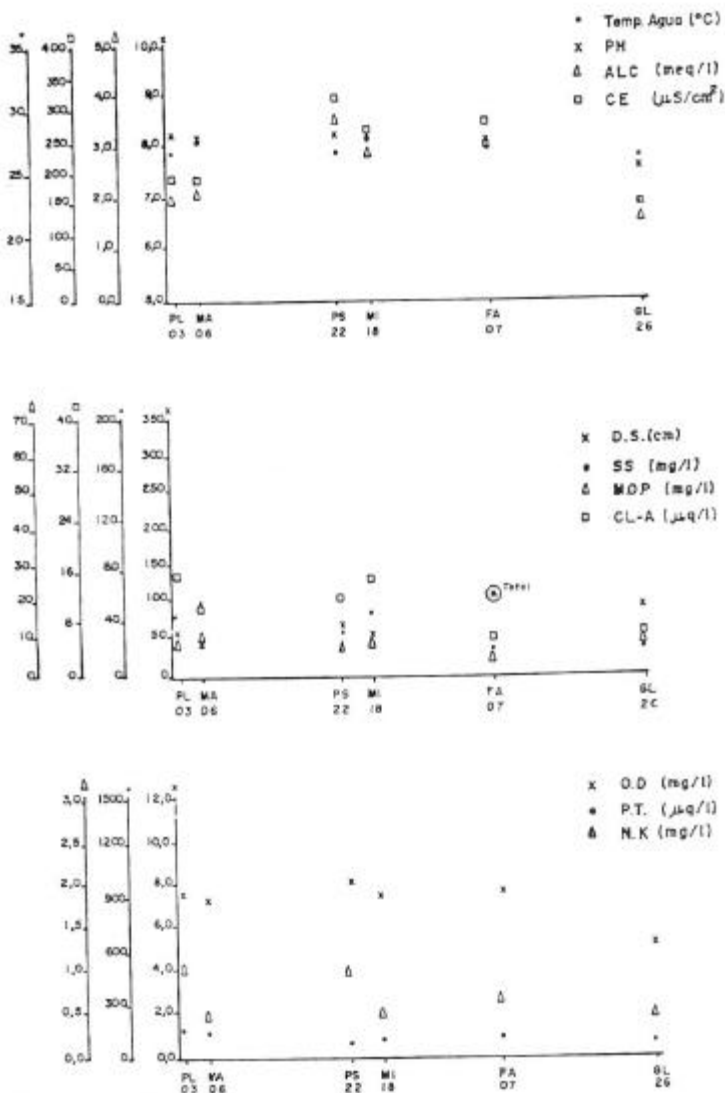 • Temp. Agua (°C)
x PH
Δ ALC (meq/l)
□ CE (µS/cm²)
35 400 5,0 10,0
350
9,0
30 300 4,0
250 8,0
3,0
25 200
150 2,0 7,0
20 100
1,0 6,0
50
15 0 0,0 5,0
PL MA PS MI FA GL
03 06 22 18 07 26
x D.S.(cm)
• SS (mg/l)
Δ M.O.P (mg/l)
□ CL-A (µq/l)
70 40 200 350
60 32 160 300
50 250
24 120
40 200
30 16 150
20 80 100
8 40
10 50
0 0 0 0
Total
PL MA PS MI FA GL
03 06 22 18 07 2C
x O.D (mg/l)
• P.T. (µq/l)
Δ N.K (mg/l)
3,0 1500 12,0
2,5 1200 10,0
2,0 900 8,0
1,5 6,0
600
1,0 4,0
0,5 300 2,0
0,0 0 0,0
PL MA PS MI FA GL
03 06 22 18 07 26